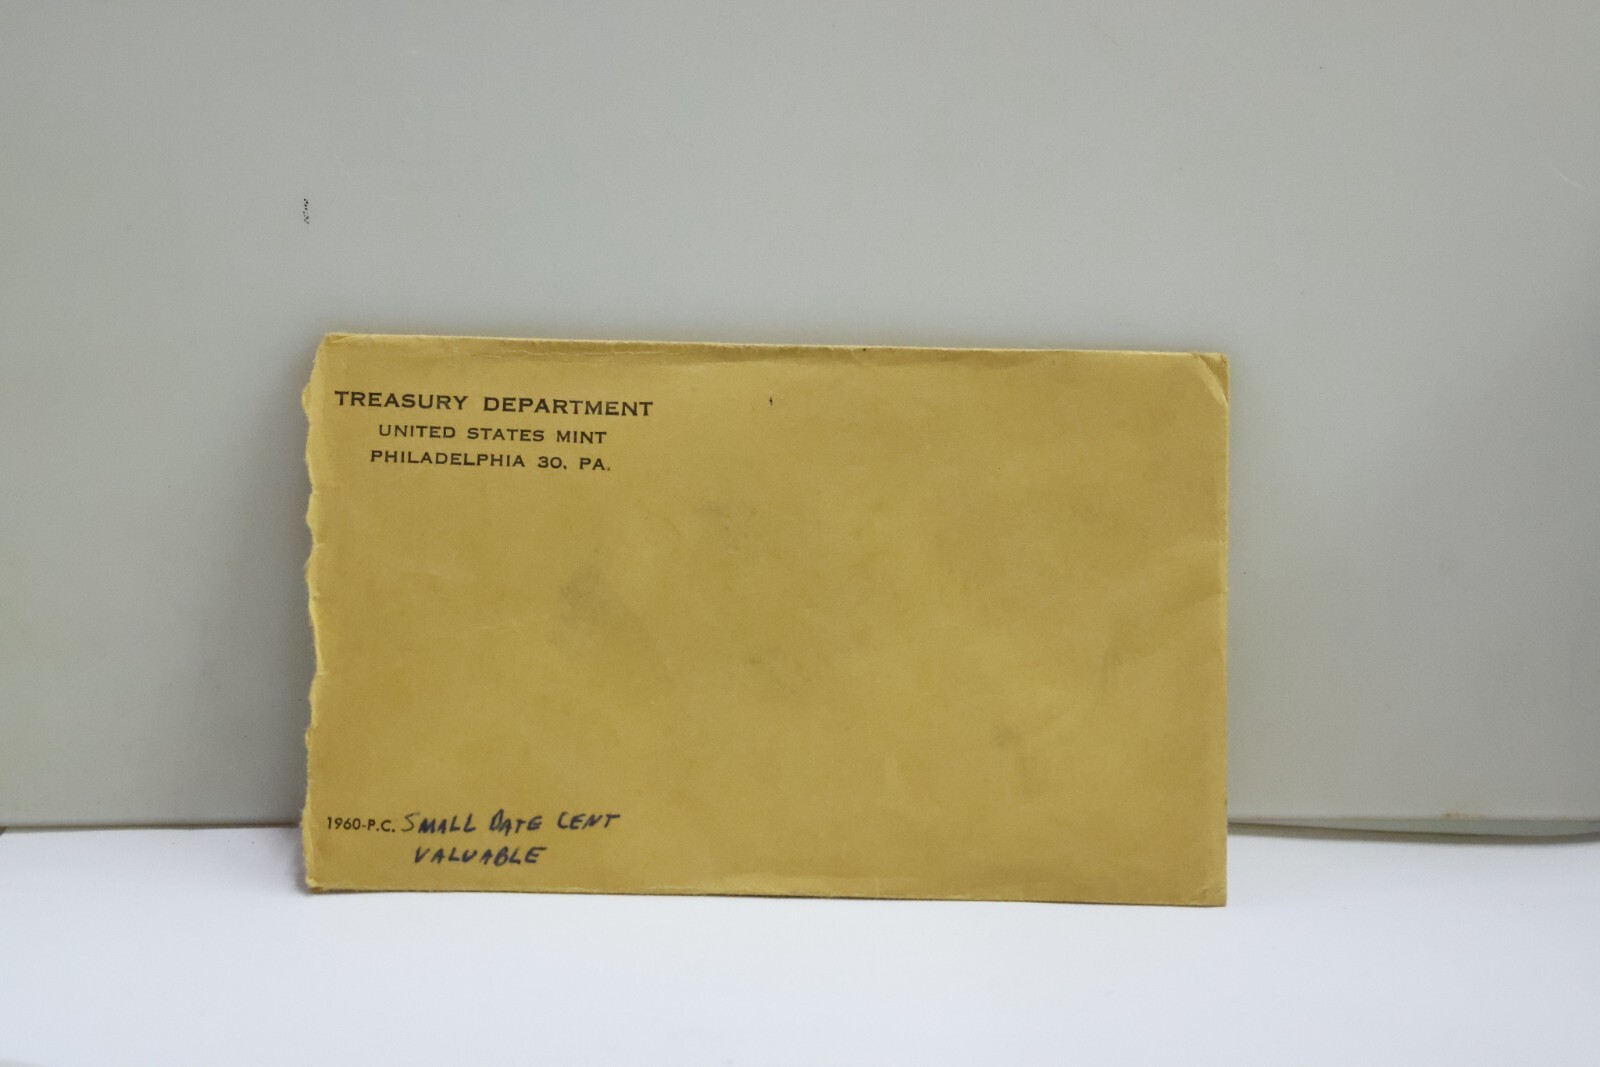 TREASURY DEPARTMENT
UNITED STATES MINT
PHILADELPHIA 30, PA.
1960-P.C. SMALL DATE CENT
VALUABLE